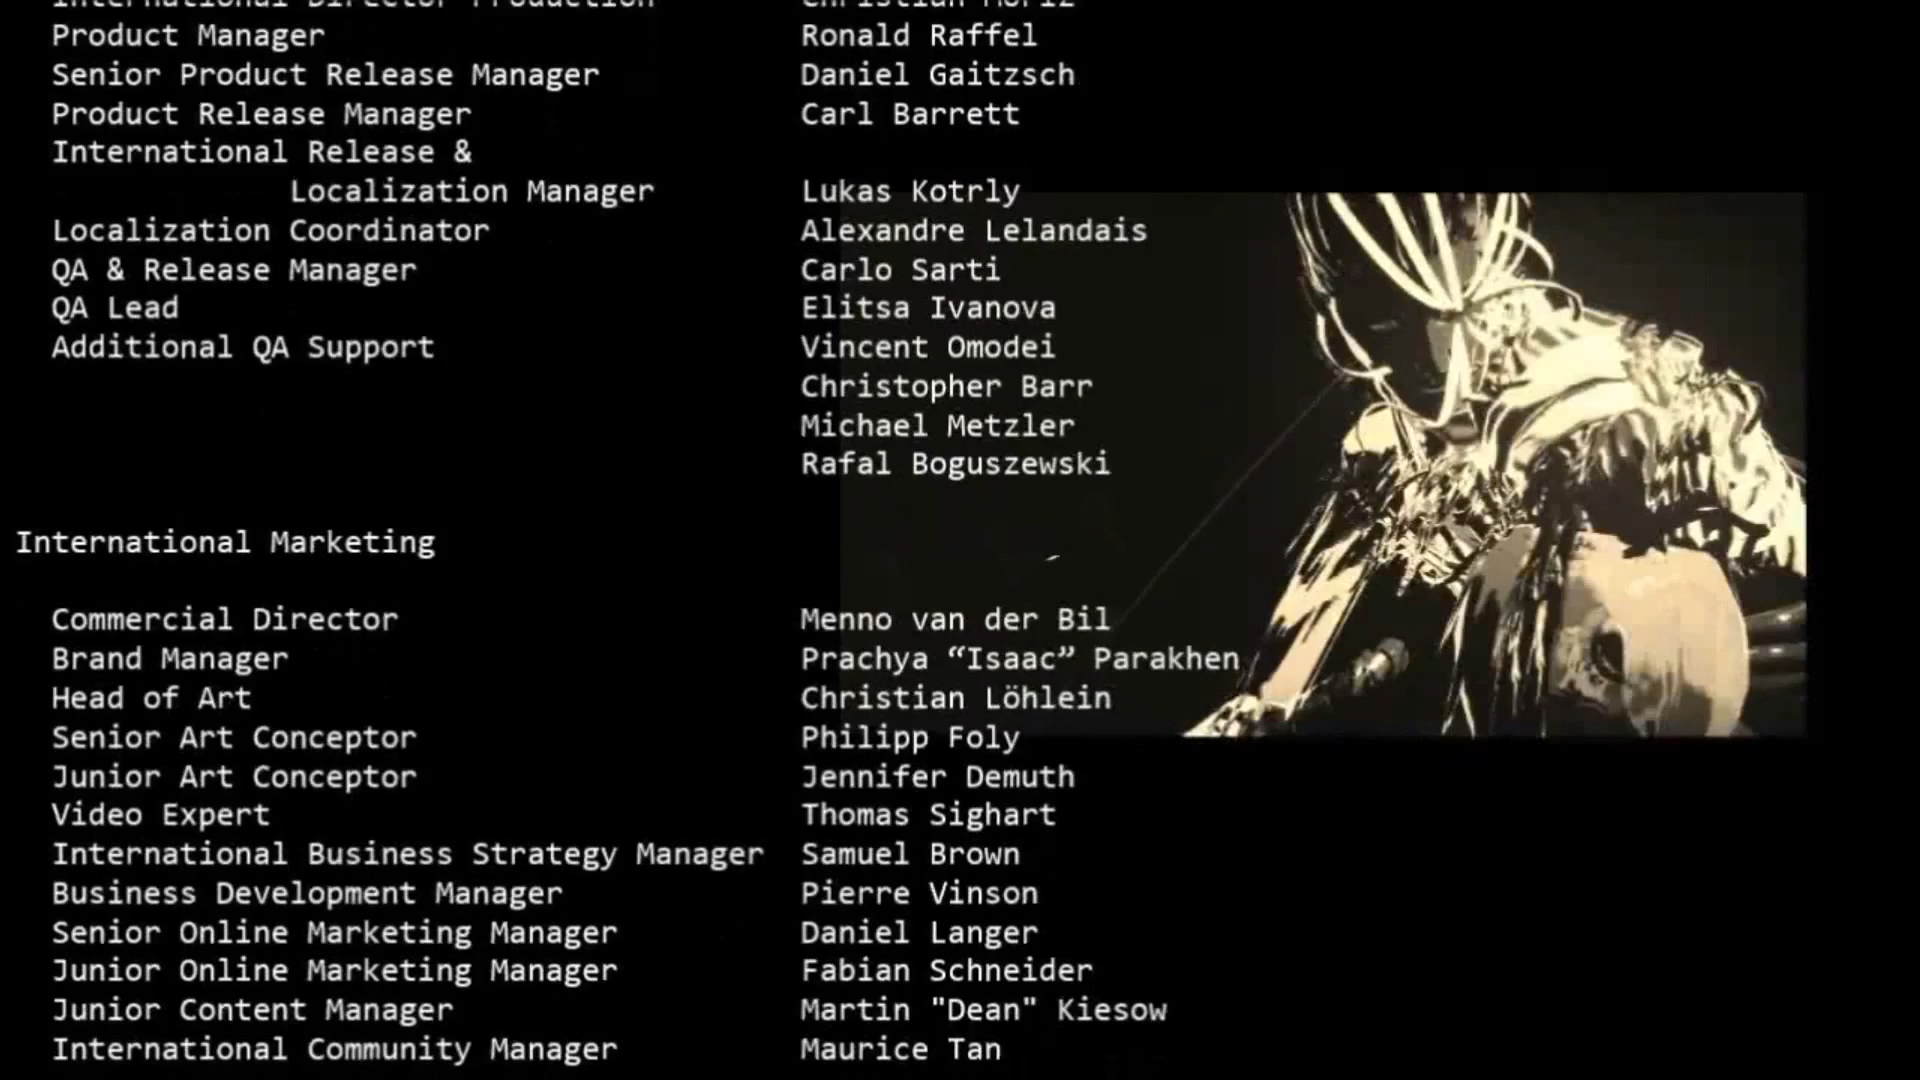 International Director Production Christian Moriz
Product Manager Ronald Raffel
Senior Product Release Manager Daniel Gaitzsch
Product Release Manager Carl Barrett
International Release &
Localization Manager Lukas Kotrly
Localization Coordinator Alexandre Lelandais
QA & Release Manager Carlo Sarti
QA Lead Elitsa Ivanova
Additional QA Support Vincent Omodei
Christopher Barr
Michael Metzler
Rafal Boguszewski
International Marketing
Commercial Director Menno van der Bil
Brand Manager Prachya “Isaac” Parakhen
Head of Art Christian Löhlein
Senior Art Conceptor Philipp Foly
Junior Art Conceptor Jennifer Demuth
Video Expert Thomas Sighart
International Business Strategy Manager Samuel Brown
Business Development Manager Pierre Vinson
Senior Online Marketing Manager Daniel Langer
Junior Online Marketing Manager Fabian Schneider
Junior Content Manager Martin "Dean" Kiesow
International Community Manager Maurice Tan